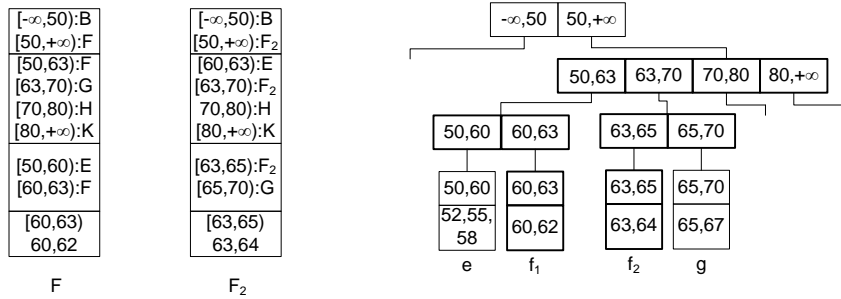 [-∞,50):B
[50,+∞):F
[50,63):F
[63,70):G
[70,80):H
[80,+∞):K
[50,60):E
[60,63):F
[60,63)
60,62
F
[-∞,50):B
[50,+∞):F₂
[60,63):E
[63,70):F₂
70,80):H
[80,+∞):K
[63,65):F₂
[65,70):G
[63,65)
63,64
F₂
-∞,50 50,+∞
50,63 63,70 70,80 80,+∞
50,60 60,63 63,65 65,70
50,60 60,63 63,65 65,70
52,55,
58
60,62 63,64 65,67
e f₁ f₂ g